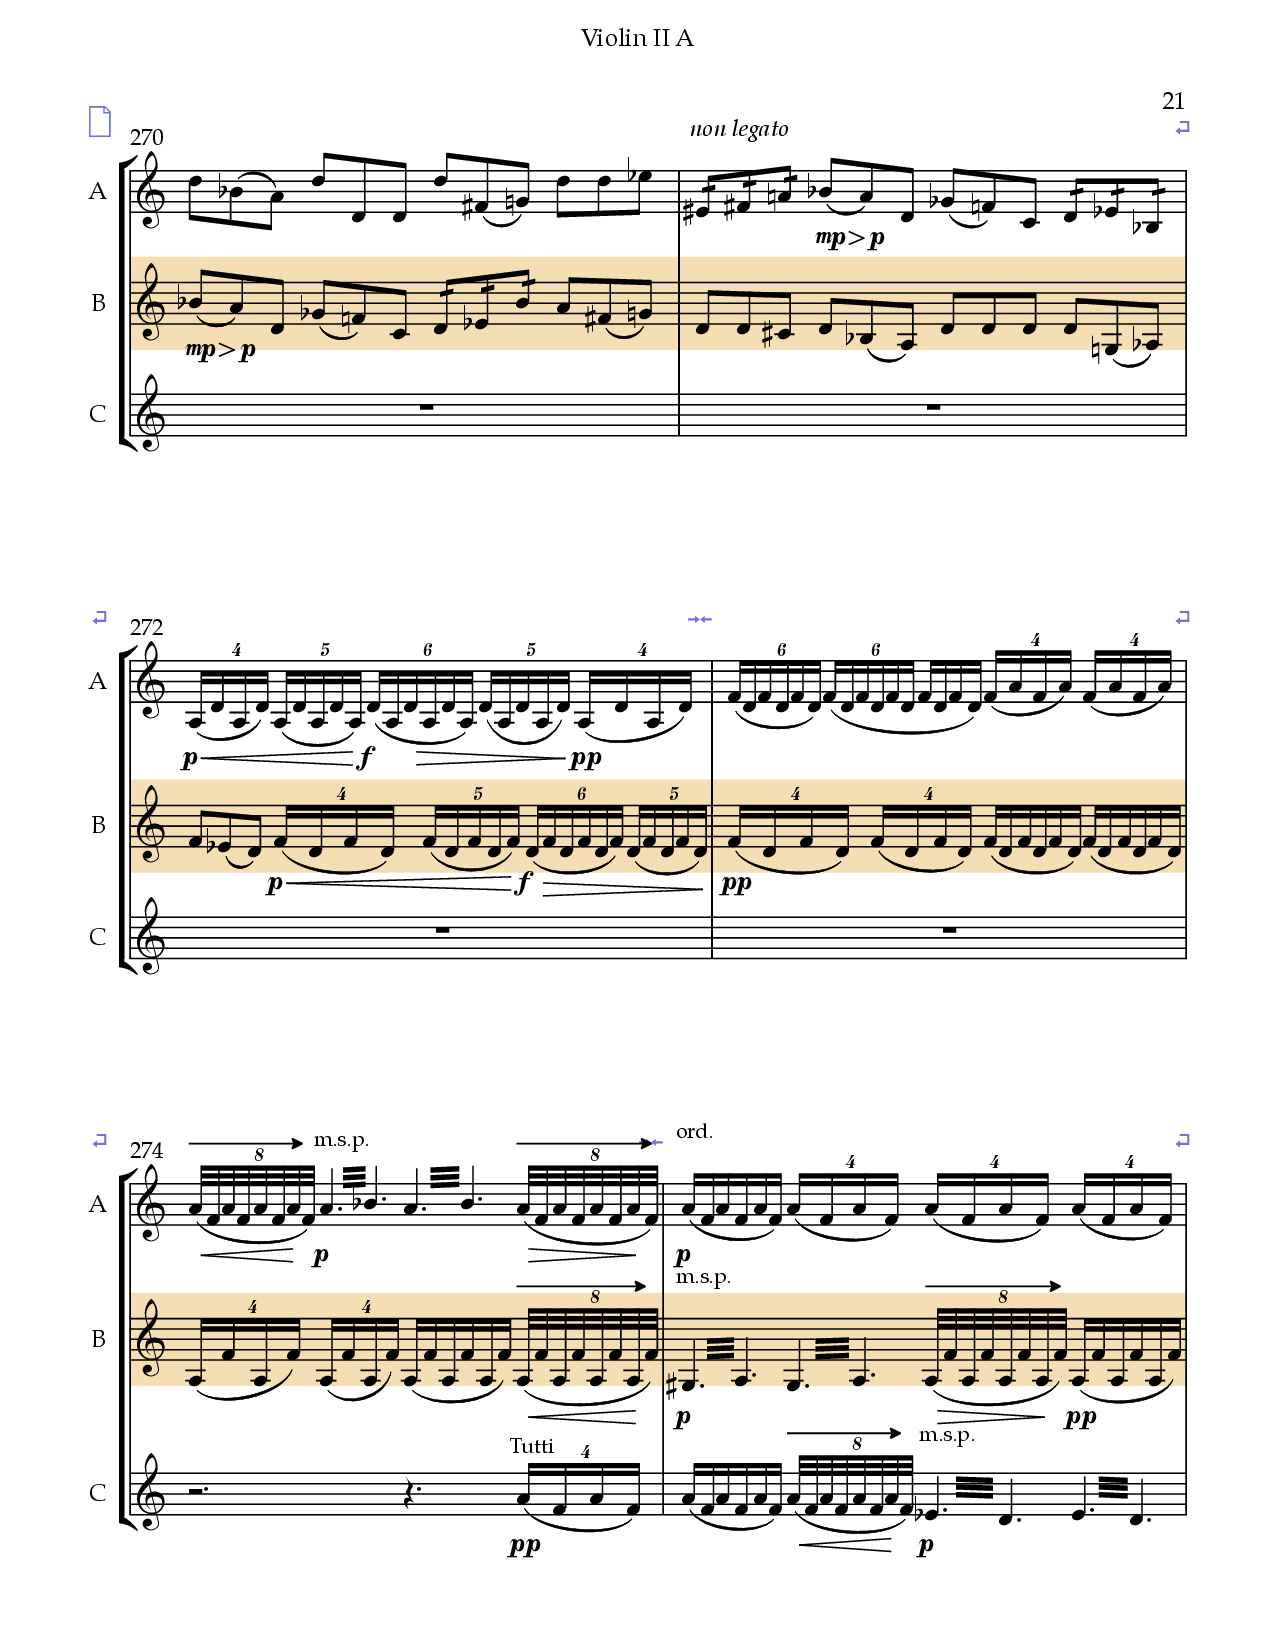 Violin II A
21
270
non legato
A
mp p
B
mp p
C
272
4 5 6 5 4 6 6 4 4
A
p f pp
4 5 6 5 4 4
B
p f pp
C
274
m.s.p. ord.
8 8 4 4 4
A
p p
m.s.p.
4 4 8 8
B
p pp
Tutti m.s.p.
4 8
C
pp p